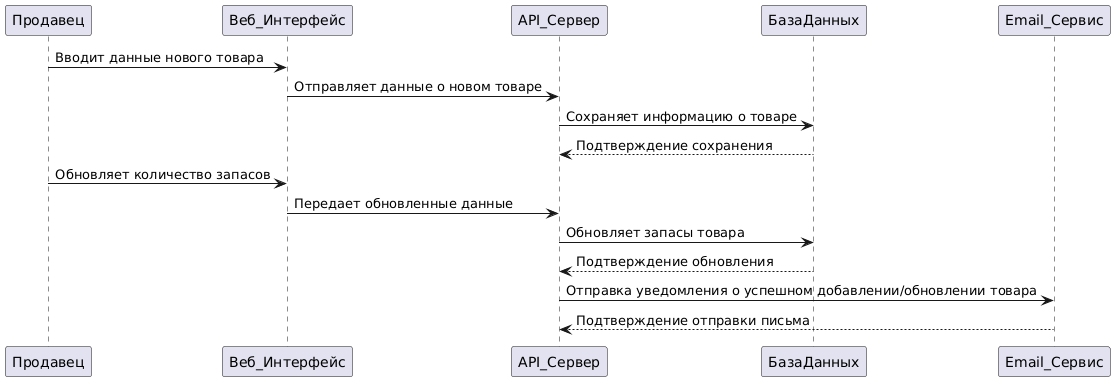 Продавец
Веб_Интерфейс
API_Сервер
БазаДанных
Email_Сервис
Вводит данные нового товара
Отправляет данные о новом товаре
Сохраняет информацию о товаре
Подтверждение сохранения
Обновляет количество запасов
Передает обновленные данные
Обновляет запасы товара
Подтверждение обновления
Отправка уведомления о успешном добавлении/обновлении товара
Подтверждение отправки письма
Продавец
Веб_Интерфейс
API_Сервер
БазаДанных
Email_Сервис